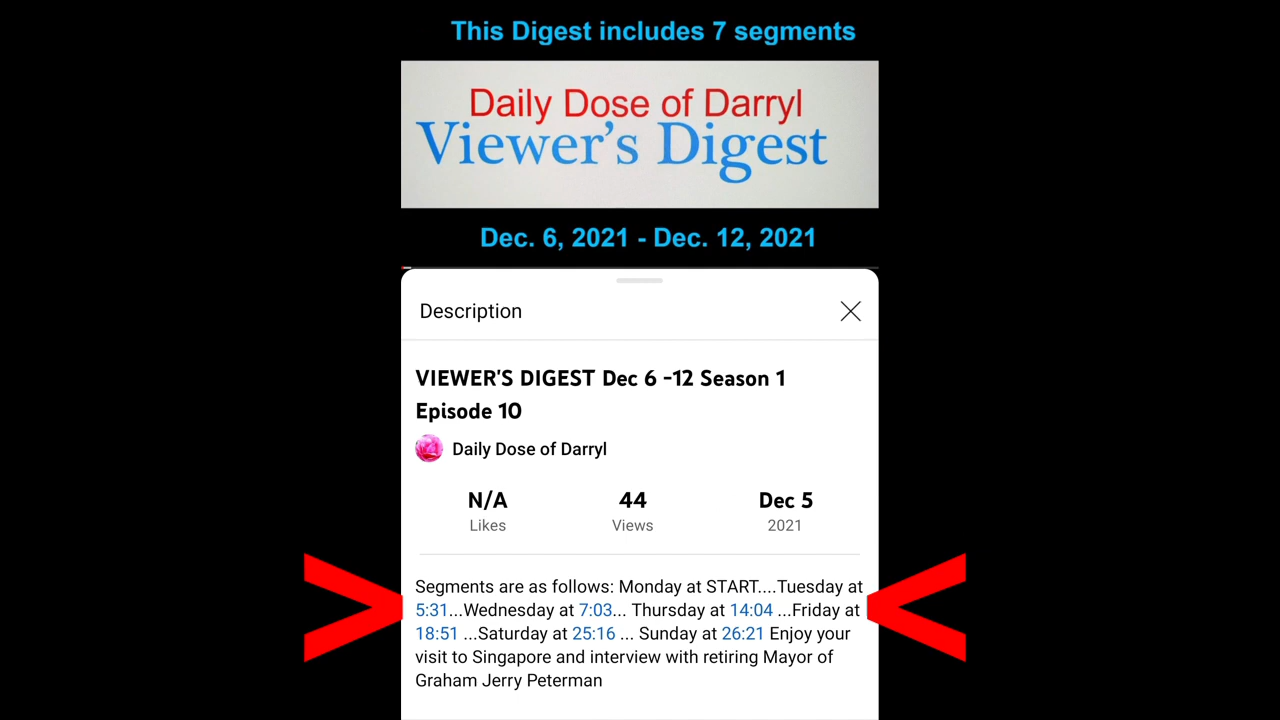 This Digest includes 7 segments
Daily Dose of Darryl
Viewer's Digest
Dec. 6, 2021 - Dec. 12, 2021
Description
VIEWER'S DIGEST Dec 6 -12 Season 1
Episode 10
Daily Dose of Darryl
N/A 44 Dec 5
Likes Views 2021
Segments are as follows: Monday at START....Tuesday at
5:31...Wednesday at 7:03... Thursday at 14:04 ...Friday at
18:51 ...Saturday at 25:16 ... Sunday at 26:21 Enjoy your
visit to Singapore and interview with retiring Mayor of
Graham Jerry Peterman